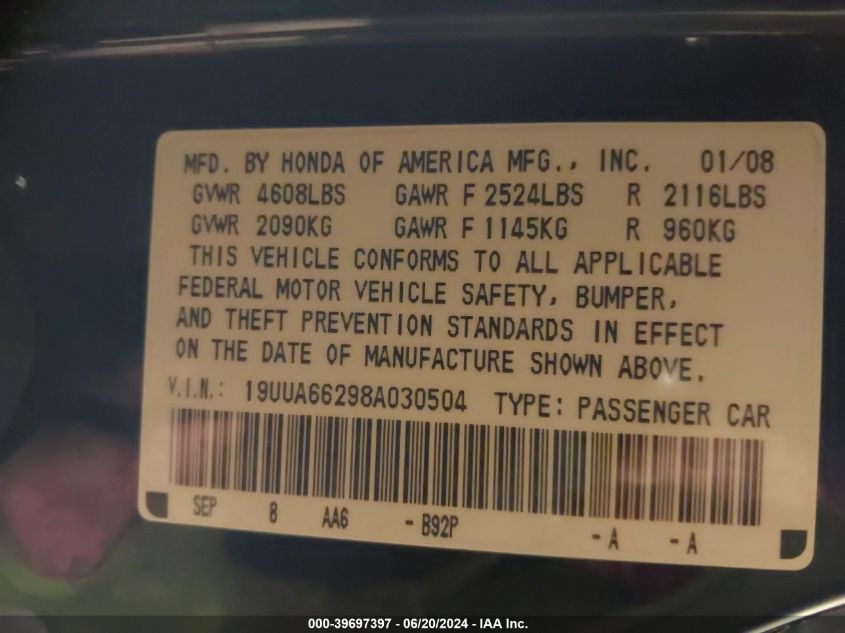 MFD. BY HONDA OF AMERICA MFG., INC. 01/08
GVWR 4608LBS GAWR F 2524LBS R 2116LBS
GVWR 2090KG GAWR F 1145KG R 960KG
THIS VEHICLE CONFORMS TO ALL APPLICABLE
FEDERAL MOTOR VEHICLE SAFETY, BUMPER,
AND THEFT PREVENTION STANDARDS IN EFFECT
ON THE DATE OF MANUFACTURE SHOWN ABOVE.
V.I.N.: 19UUA66298A030504 TYPE: PASSENGER CAR
SEP 8 AA6 - B92P - A - A
000-39697397 - 06/20/2024 - IAA Inc.